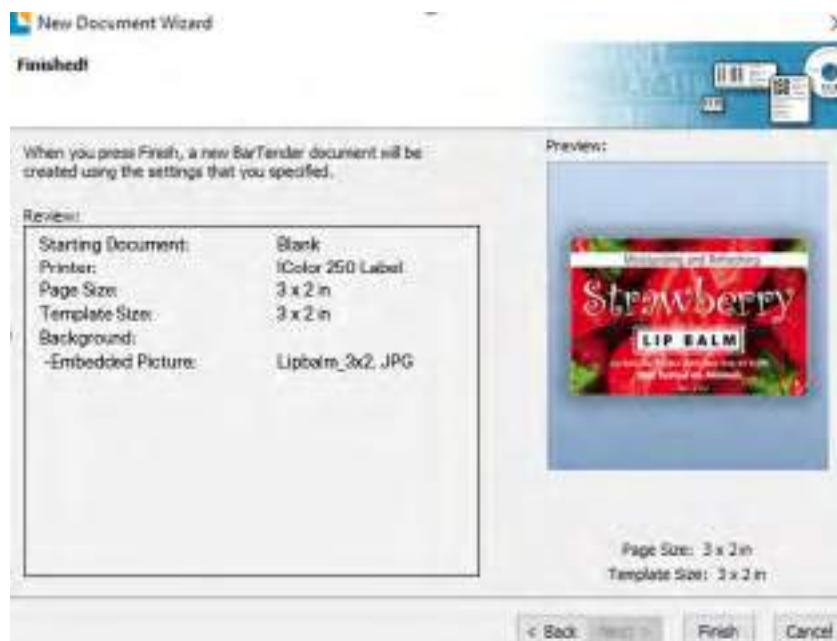 New Document Wizard
Finished!
When you press Finish, a new BarTender document will be
created using the settings that you specified.
Preview:
Review:
Starting Document: Blank
Printer: IColor 250 Label
Page Size: 3 x 2 in
Template Size: 3 x 2 in
Background:
-Embedded Picture: Lipbalm_3x2, JPG
Moisturizing and Refreshing
Strawberry
LIP BALM
Page Size: 3 x 2 in
Template Size: 3 x 2 in
< Back
Next >
Finish
Cancel